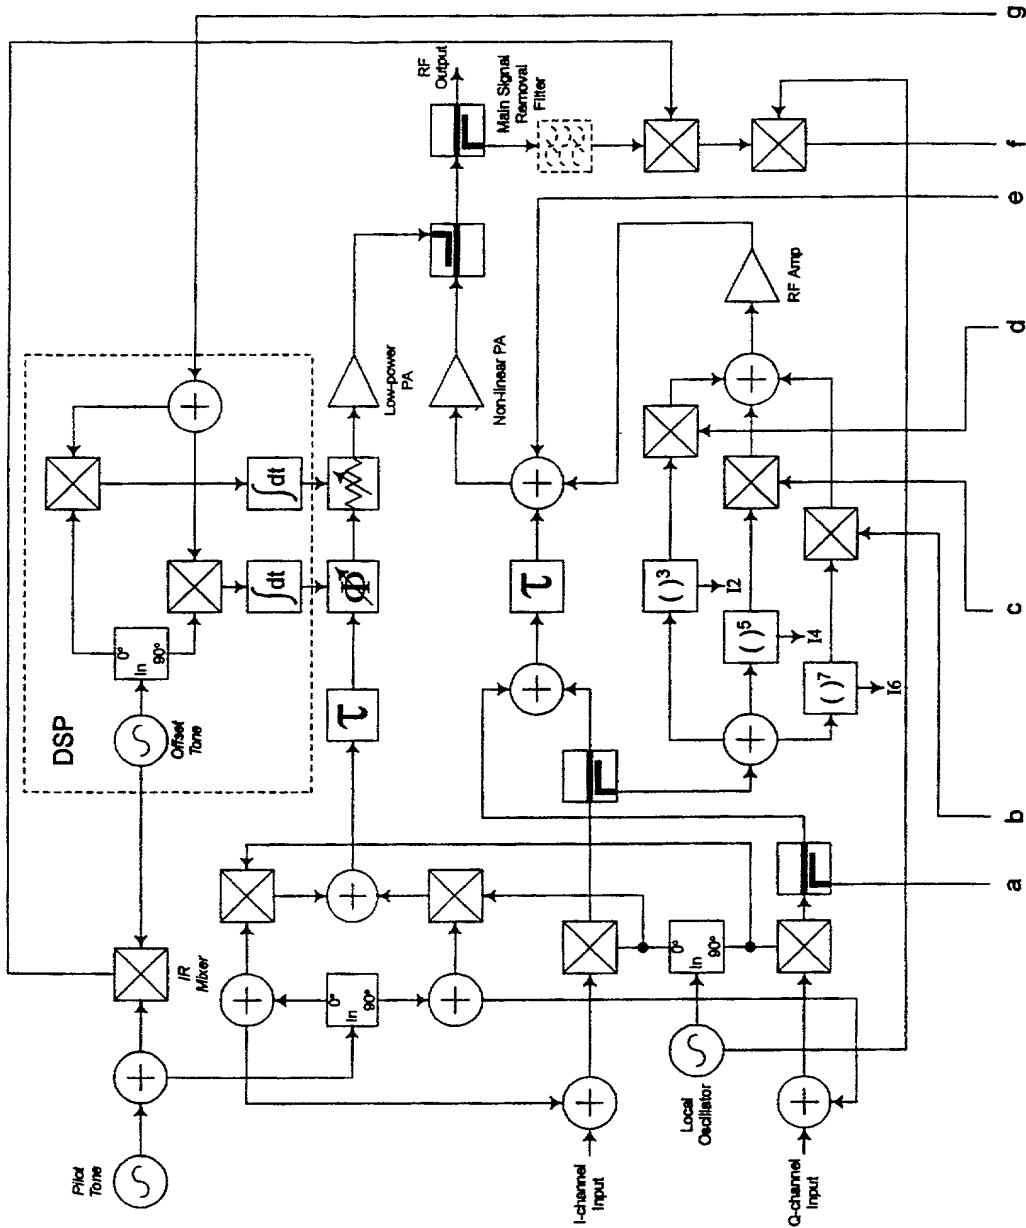 g
RF
Output
Main Signal
Removal
Filter
f
e
DSP
Offset
Tone
In
0°
90°
∫dt
∫dt
Φ
τ
Low-power
PA
Non-linear PA
RF Amp
d
τ
( )³
I2
( )⁵
I4
( )⁷
I6
c
b
a
Pilot
Tone
IR
Mixer
In
0°
90°
In
0°
90°
Local
Oscillator
I-channel
Input
Q-channel
Input